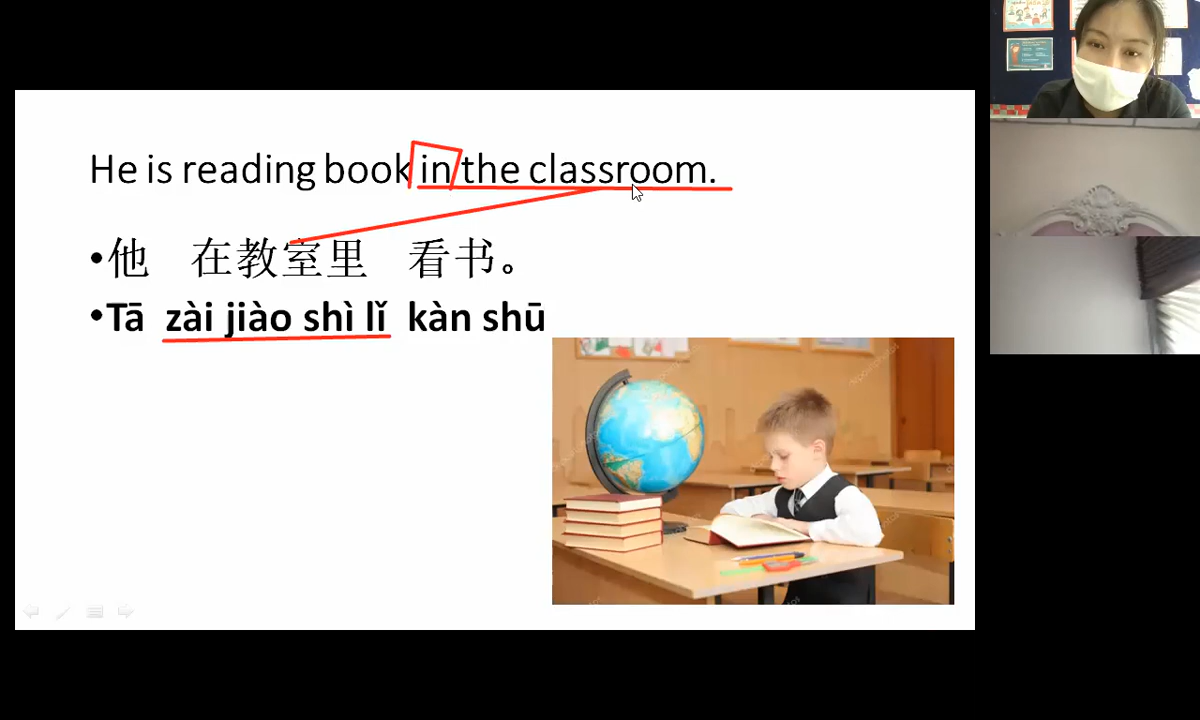 He is reading book in the classroom.
•他 在教室里 看书。
•Tā zài jiào shì lǐ kàn shū